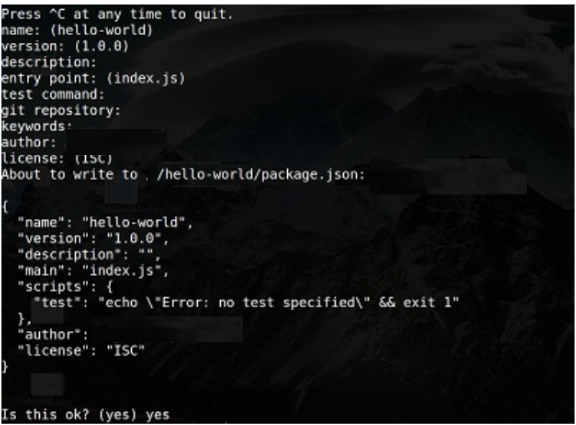 Press ^C at any time to quit.
name: (hello-world)
version: (1.0.0)
description:
entry point: (index.js)
test command:
git repository:
keywords:
author:
license: (ISC)
About to write to . /hello-world/package.json:
{
  "name": "hello-world",
  "version": "1.0.0",
  "description": "",
  "main": "index.js",
  "scripts": {
    "test": "echo \"Error: no test specified\" && exit 1"
  },
  "author":
  "license": "ISC"
}
Is this ok? (yes) yes